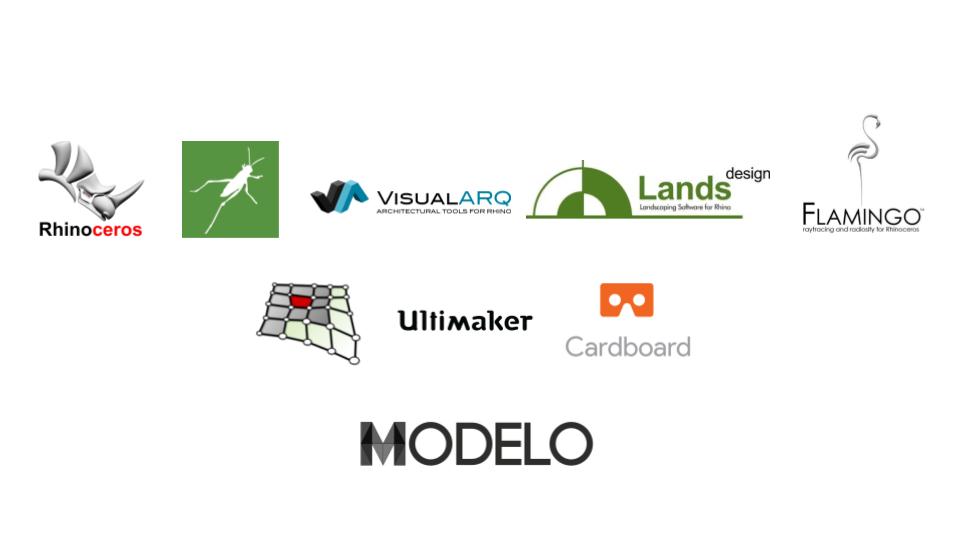 Rhinoceros
VISUALARQ
ARCHITECTURAL TOOLS FOR RHINO
Lands design
Landscaping Software for Rhino
FLAMINGO™
raytracing and radiosity for Rhinoceros
Ultimaker
Cardboard
MODELO